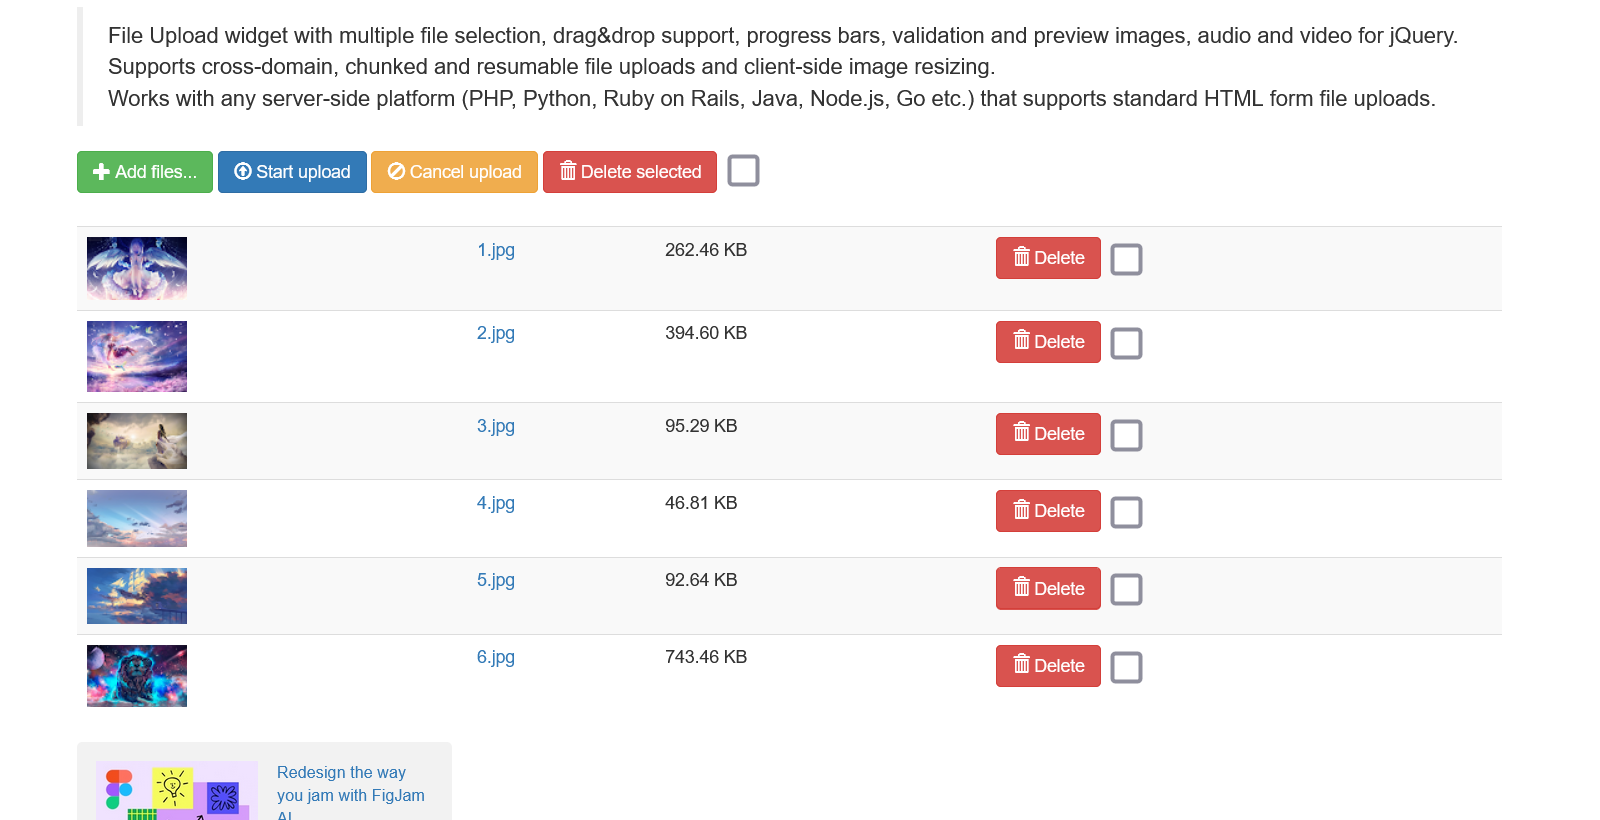 File Upload widget with multiple file selection, drag&drop support, progress bars, validation and preview images, audio and video for jQuery.
Supports cross-domain, chunked and resumable file uploads and client-side image resizing.
Works with any server-side platform (PHP, Python, Ruby on Rails, Java, Node.js, Go etc.) that supports standard HTML form file uploads.
Add files... Start upload Cancel upload Delete selected
1.jpg 262.46 KB Delete
2.jpg 394.60 KB Delete
3.jpg 95.29 KB Delete
4.jpg 46.81 KB Delete
5.jpg 92.64 KB Delete
6.jpg 743.46 KB Delete
Redesign the way
you jam with FigJam
AI